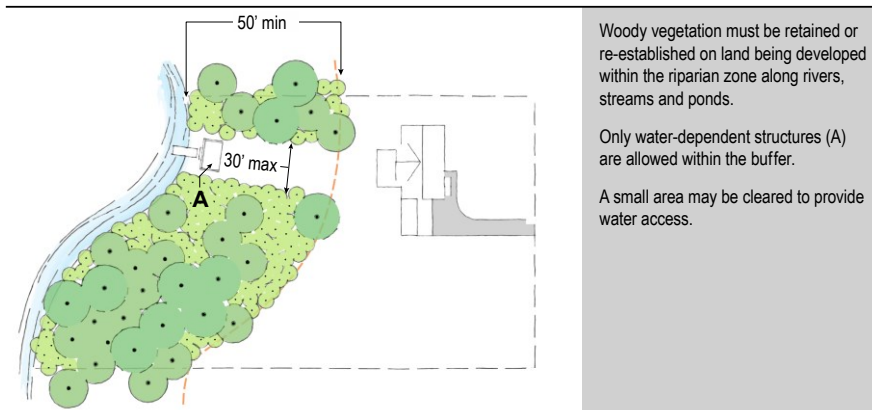 50' min
30' max
A
Woody vegetation must be retained or
re-established on land being developed
within the riparian zone along rivers,
streams and ponds.
Only water-dependent structures (A)
are allowed within the buffer.
A small area may be cleared to provide
water access.